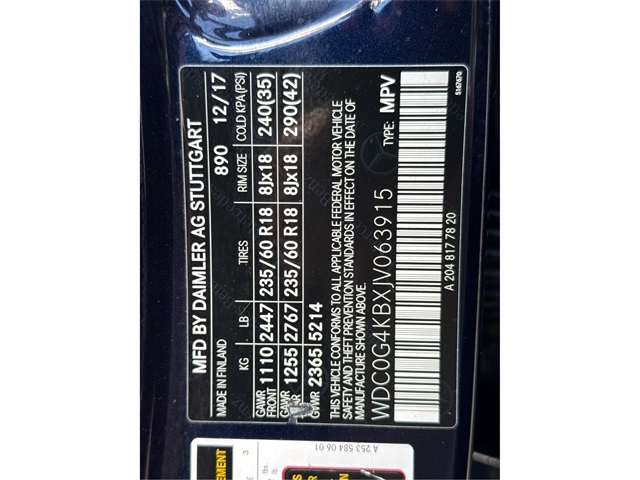 MFD BY DAIMLER AG STUTTGART
MADE IN FINLAND 890 12/17
KG LB TIRES RIM SIZE COLD KPA(PSI)
GAWR FRONT 1110 2447 235/60 R18 8Jx18 240(35)
GAWR 1255 2767 235/60 R18 8Jx18 290(42)
GVWR 2365 5214
THIS VEHICLE CONFORMS TO ALL APPLICABLE FEDERAL MOTOR VEHICLE
SAFETY AND THEFT PREVENTION STANDARDS IN EFFECT ON THE DATE OF
MANUFACTURE SHOWN ABOVE.
WDC0G4KBXJV063915 TYPE: MPV
A 204 817 78 20
5167670
A 253 584 06 01
3
lbs.